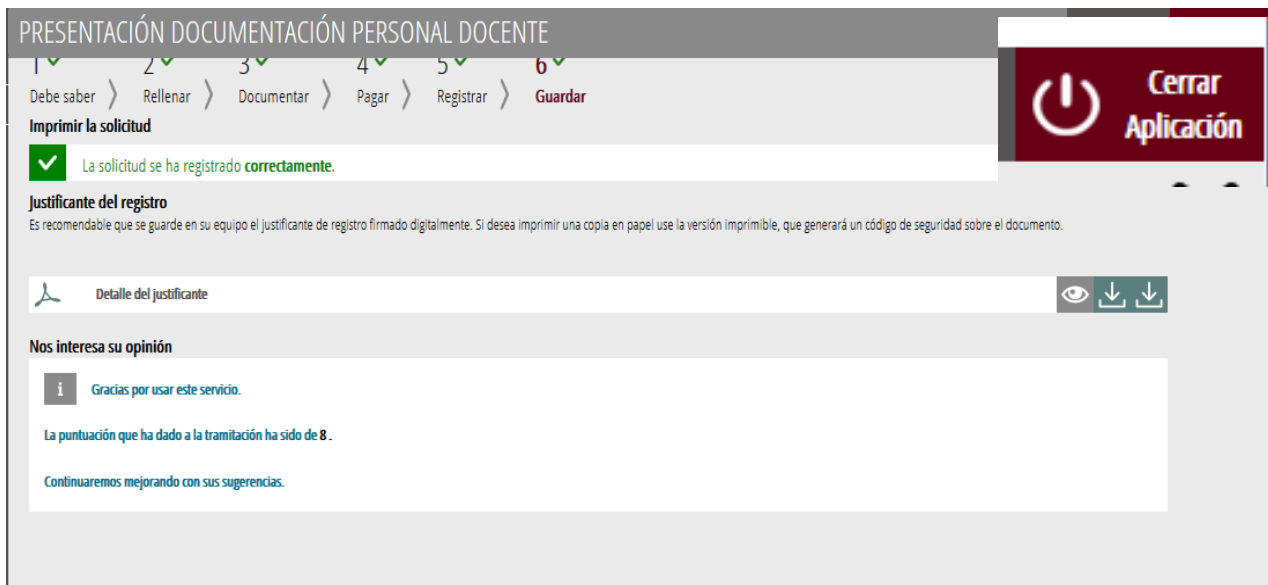 PRESENTACIÓN DOCUMENTACIÓN PERSONAL DOCENTE
1 2 3 4 5 6
Debe saber Rellenar Documentar Pagar Registrar Guardar
Cerrar
Aplicación
Imprimir la solicitud
La solicitud se ha registrado correctamente.
Justificante del registro
Es recomendable que se guarde en su equipo el justificante de registro firmado digitalmente. Si desea imprimir una copia en papel use la versión imprimible, que generará un código de seguridad sobre el documento.
Detalle del justificante
Nos interesa su opinión
i Gracias por usar este servicio.
La puntuación que ha dado a la tramitación ha sido de 8 .
Continuaremos mejorando con sus sugerencias.